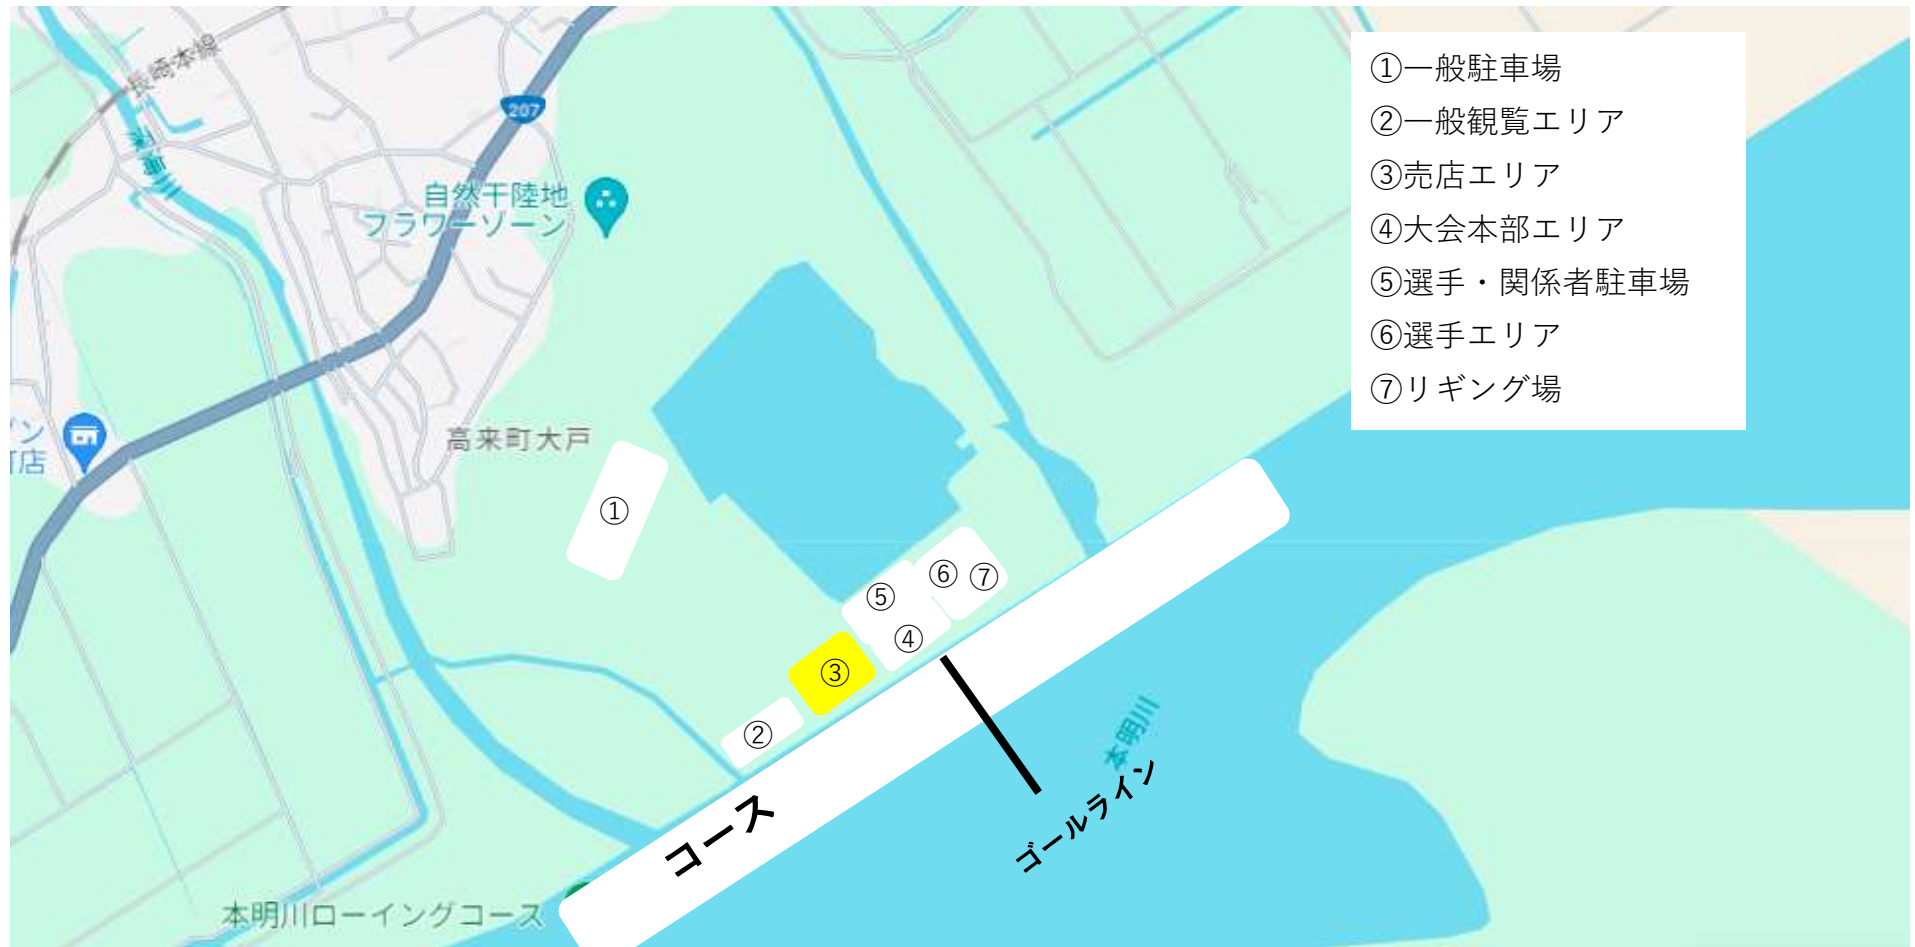 長崎本線
207
自然干陸地
フラワーゾーン
高来町大戸
ン
町店
①一般駐車場
②一般観覧エリア
③売店エリア
④大会本部エリア
⑤選手・関係者駐車場
⑥選手エリア
⑦リギング場
①
⑥
⑦
⑤
④
③
②
本明川
コース
ゴールライン
本明川ローイングコース